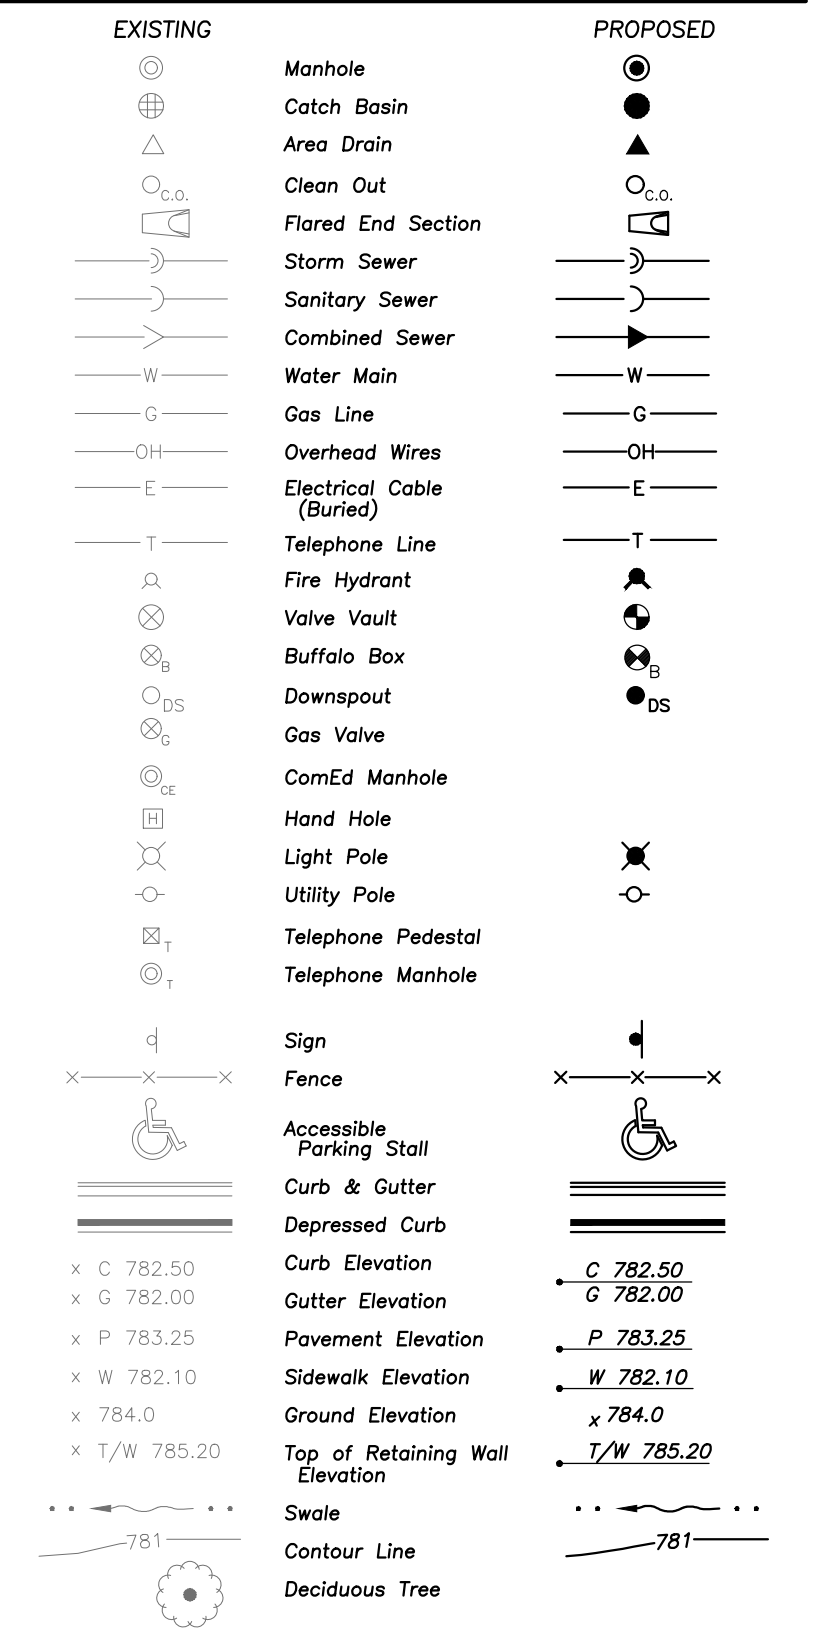 EXISTING PROPOSED
Manhole
Catch Basin
Area Drain
C.O. Clean Out C.O.
Flared End Section
Storm Sewer
Sanitary Sewer
Combined Sewer
W Water Main W
G Gas Line G
OH Overhead Wires OH
E Electrical Cable E
(Buried)
T Telephone Line T
Fire Hydrant
Valve Vault
B Buffalo Box B
DS Downspout DS
G Gas Valve
CE ComEd Manhole
H Hand Hole
Light Pole
Utility Pole
T Telephone Pedestal
T Telephone Manhole
Sign
Fence
Accessible
Parking Stall
Curb & Gutter
Depressed Curb
x C 782.50 Curb Elevation C 782.50
x G 782.00 Gutter Elevation G 782.00
x P 783.25 Pavement Elevation P 783.25
x W 782.10 Sidewalk Elevation W 782.10
x 784.0 Ground Elevation x 784.0
x T/W 785.20 Top of Retaining Wall T/W 785.20
Elevation
Swale
781 Contour Line 781
Deciduous Tree